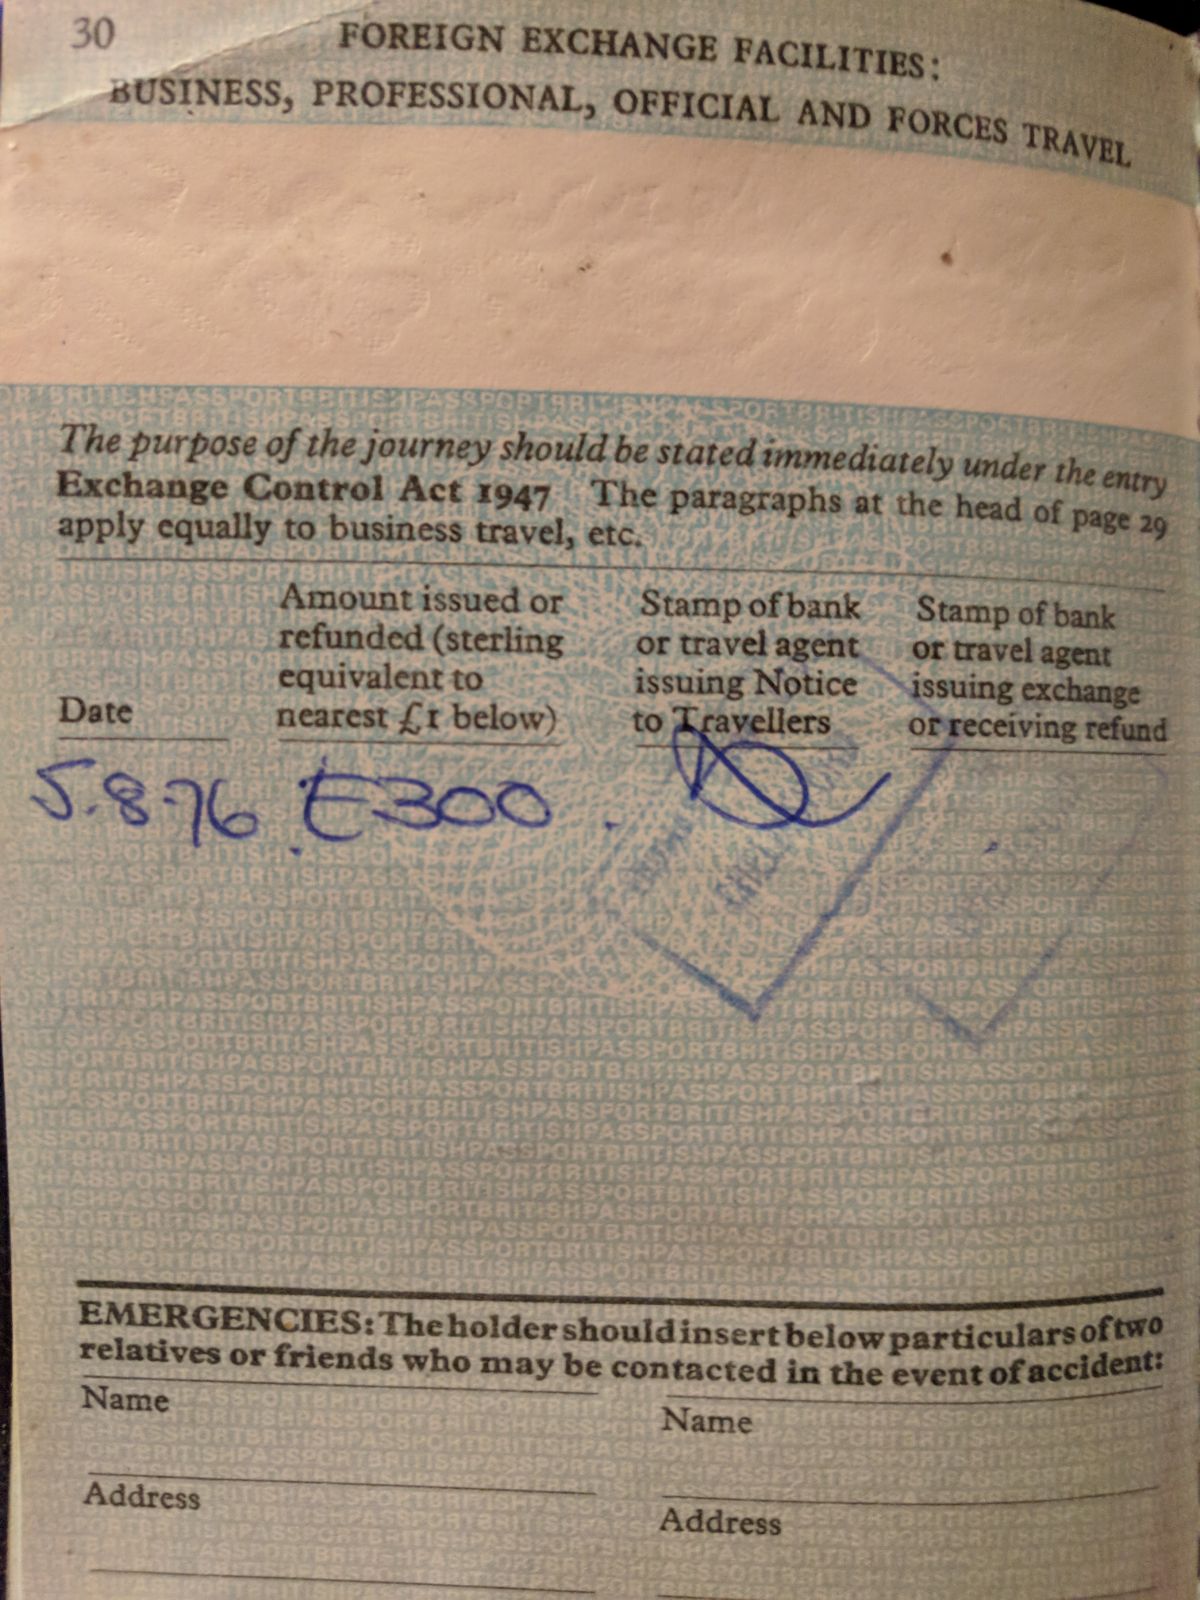 30
FOREIGN EXCHANGE FACILITIES:
BUSINESS, PROFESSIONAL, OFFICIAL AND FORCES TRAVEL
The purpose of the journey should be stated immediately under the entry
Exchange Control Act 1947 The paragraphs at the head of page 29
apply equally to business travel, etc.
Date
Amount issued or
refunded (sterling
equivalent to
nearest £1 below)
Stamp of bank
or travel agent
issuing Notice
to Travellers
Stamp of bank
or travel agent
issuing exchange
or receiving refund
5.8.76 £300
EMERGENCIES: The holder should insert below particulars of two
relatives or friends who may be contacted in the event of accident:
Name
Name
Address
Address